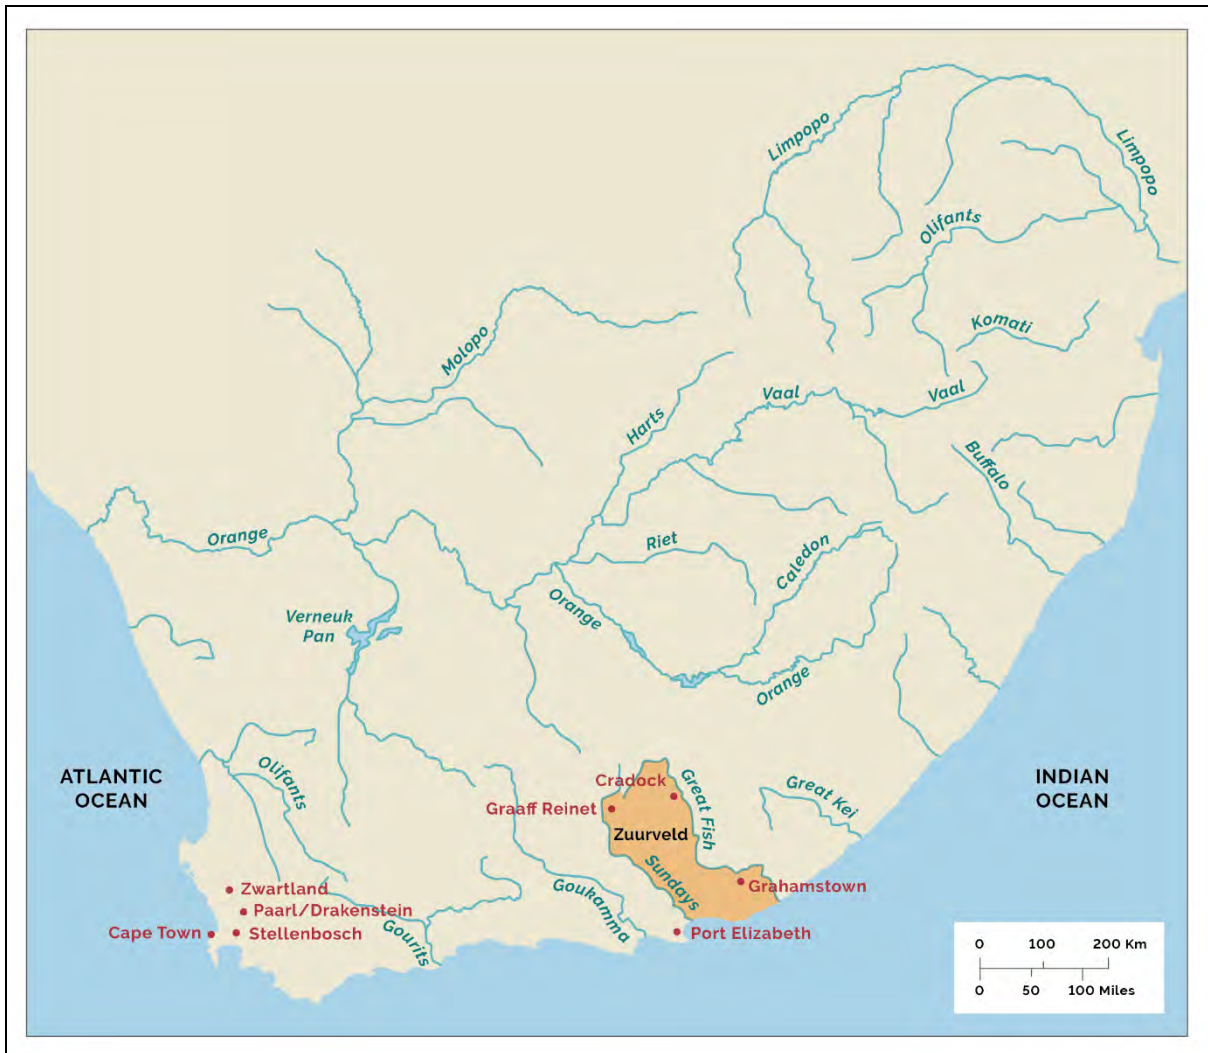 Limpopo
Limpopo
Olifants
Komati
Molopo
Vaal
Vaal
Harts
Buffalo
Orange
Riet
Caledon
Orange
Verneuk
Pan
Orange
ATLANTIC
OCEAN
Olifants
INDIAN
OCEAN
Cradock
Great Fish
Great Kei
Graaff Reinet
Zuurveld
Sundays
Goukamma
Grahamstown
Zwartland
Paarl/Drakenstein
Gourits
Cape Town
Stellenbosch
Port Elizabeth
0 100 200 Km
0 50 100 Miles